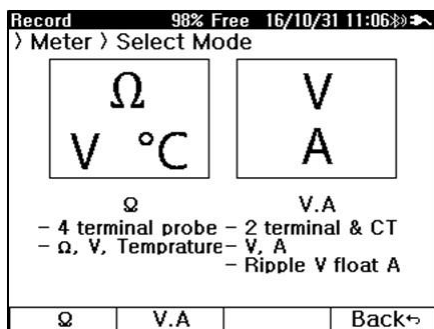 Record 98% Free 16/10/31 11:06
⟩ Meter ⟩ Select Mode
Ω
V °C
V
A
Ω
- 4 terminal probe
- Ω, V, Temprature
V.A
- 2 terminal & CT
- V, A
- Ripple V float A
Ω V.A Back